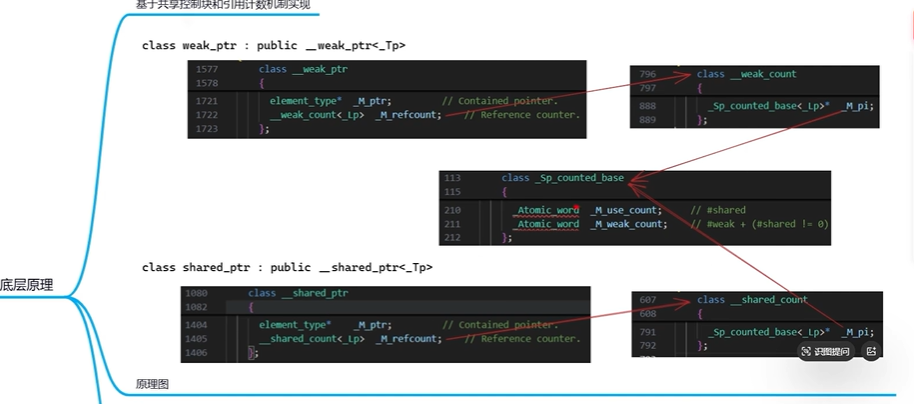 基于共享控制块和引用计数机制实现
class weak_ptr : public __weak_ptr<_Tp>
1577 class __weak_ptr
1578 {
1721 element_type* _M_ptr; // Contained pointer.
1722 __weak_count<_Lp> _M_refcount; // Reference counter.
1723 };
796 class __weak_count
797 {
888 _Sp_counted_base<_Lp>* _M_pi;
889 };
113 class _Sp_counted_base
115 {
210 _Atomic_word _M_use_count; // #shared
211 _Atomic_word _M_weak_count; // #weak + (#shared != 0)
212 };
底层原理
class shared_ptr : public __shared_ptr<_Tp>
1080 class __shared_ptr
1082 {
1404 element_type* _M_ptr; // Contained pointer.
1405 __shared_count<_Lp> _M_refcount; // Reference counter.
1406 };
607 class __shared_count
608 {
791 _Sp_counted_base<_Lp>* _M_pi;
792 };
识图提问
原理图